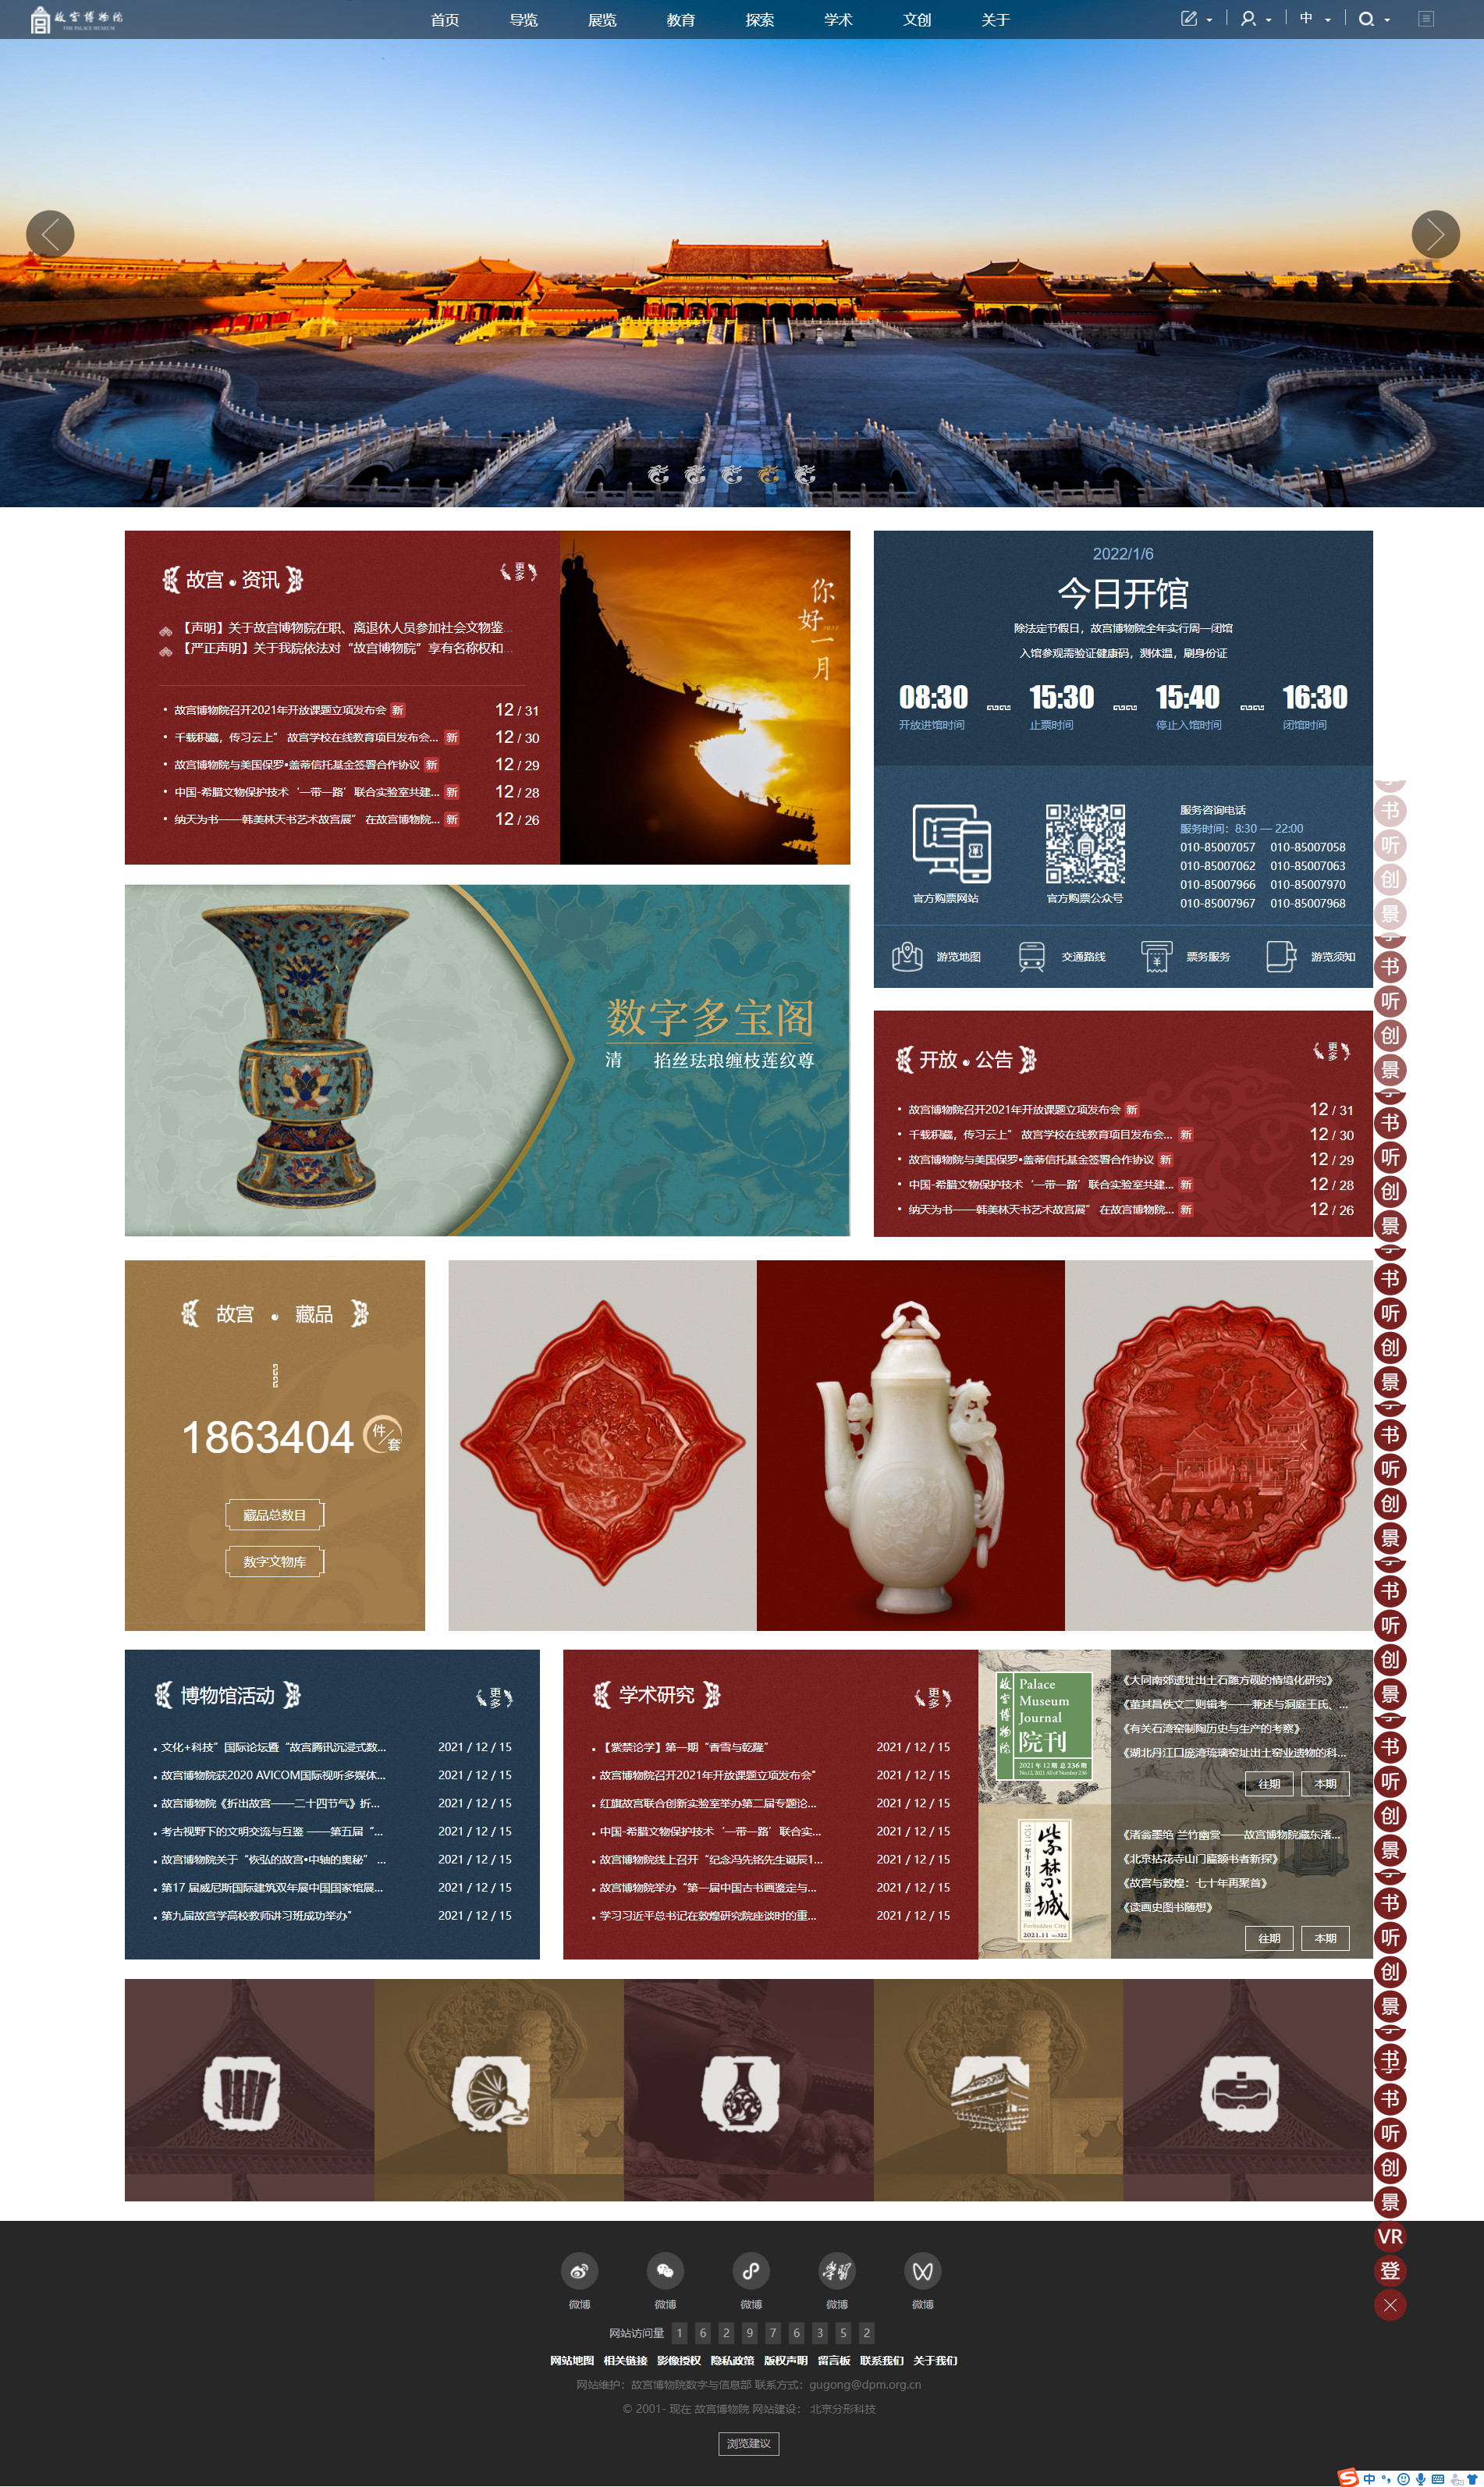 故宫博物院
THE PALACE MUSEUM
首页 导览 展览 教育 探索 学术 文创 关于
中
故宫 资讯
更多
【声明】关于故宫博物院在职、离退休人员参加社会文物鉴...
【严正声明】关于我院依法对“故宫博物院”享有名称权和...
故宫博物院召开2021年开放课题立项发布会 新 12 / 31
千载积藏，传习云上” 故宫学校在线教育项目发布会... 新 12 / 30
故宫博物院与美国保罗•盖蒂信托基金签署合作协议 新 12 / 29
中国-希腊文物保护技术‘一带一路’联合实验室共建... 新 12 / 28
纳天为书——韩美林天书艺术故宫展” 在故宫博物院... 新 12 / 26
你好一月
2022/1/6
今日开馆
除法定节假日，故宫博物院全年实行周一闭馆
入馆参观需验证健康码，测体温，刷身份证
08:30 15:30 15:40 16:30
开放进馆时间 止票时间 停止入馆时间 闭馆时间
官方购票网站
官方购票公众号
服务咨询电话
服务时间：8:30 — 22:00
010-85007057 010-85007058
010-85007062 010-85007063
010-85007966 010-85007970
010-85007967 010-85007968
游览地图 交通路线 票务服务 游览须知
数字多宝阁
清 掐丝珐琅缠枝莲纹尊
开放 公告
更多
故宫博物院召开2021年开放课题立项发布会 新 12 / 31
千载积藏，传习云上” 故宫学校在线教育项目发布会... 新 12 / 30
故宫博物院与美国保罗•盖蒂信托基金签署合作协议 新 12 / 29
中国-希腊文物保护技术‘一带一路’联合实验室共建... 新 12 / 28
纳天为书——韩美林天书艺术故宫展” 在故宫博物院... 新 12 / 26
故宫 藏品
1863404 件/套
藏品总数目
数字文物库
博物馆活动
更多
文化+科技”国际论坛暨“故宫腾讯沉浸式数... 2021 / 12 / 15
故宫博物院获2020 AVICOM国际视听多媒体... 2021 / 12 / 15
故宫博物院《折出故宫——二十四节气》折... 2021 / 12 / 15
考古视野下的文明交流与互鉴 ——第五届“... 2021 / 12 / 15
故宫博物院关于“恢弘的故宫•中轴的奥秘” ... 2021 / 12 / 15
第17 届威尼斯国际建筑双年展中国国家馆展... 2021 / 12 / 15
第九届故宫学高校教师讲习班成功举办" 2021 / 12 / 15
学术研究
更多
【紫禁论学】第一期“香雪与乾隆” 2021 / 12 / 15
故宫博物院召开2021年开放课题立项发布会" 2021 / 12 / 15
红旗故宫联合创新实验室举办第二届专题论... 2021 / 12 / 15
中国-希腊文物保护技术‘一带一路’联合实... 2021 / 12 / 15
故宫博物院线上召开“纪念冯先铭先生诞辰1... 2021 / 12 / 15
故宫博物院举办“第一届中国古书画鉴定与... 2021 / 12 / 15
学习习近平总书记在敦煌研究院座谈时的重... 2021 / 12 / 15
故宫博物院
Palace
Museum
Journal
院刊
2021 年 12 期 总 236 期
No.12, 2021 All of Number 236
《大同南郊遗址出土石雕方砚的情境化研究》
《董其昌佚文二则辑考——兼述与洞庭王氏、...
《有关石湾窑制陶历史与生产的考察》
《湖北丹江口庞湾琉璃窑址出土窑业遗物的科...
往期 本期
紫禁城
Forbidden City
2021.11 No.322
《渚翁墨绝 兰竹幽赏——故宫博物院藏东渚...
《北京拈花寺山门匾额书者新探》
《故宫与敦煌：七十年再聚首》
《读画史图书随想》
往期 本期
书
听
创
景
书
听
创
景
书
听
创
景
书
听
创
景
书
听
创
景
书
听
创
景
书
听
创
景
书
听
创
景
书
书
听
创
景
VR
登
学习
微博 微博 微博 微博 微博
网站访问量 1 6 2 9 7 6 3 5 2
网站地图 相关链接 影像授权 隐私政策 版权声明 留言板 联系我们 关于我们
网站维护：故宫博物院数字与信息部 联系方式：gugong@dpm.org.cn
© 2001- 现在 故宫博物院 网站建设： 北京分形科技
浏览建议
中